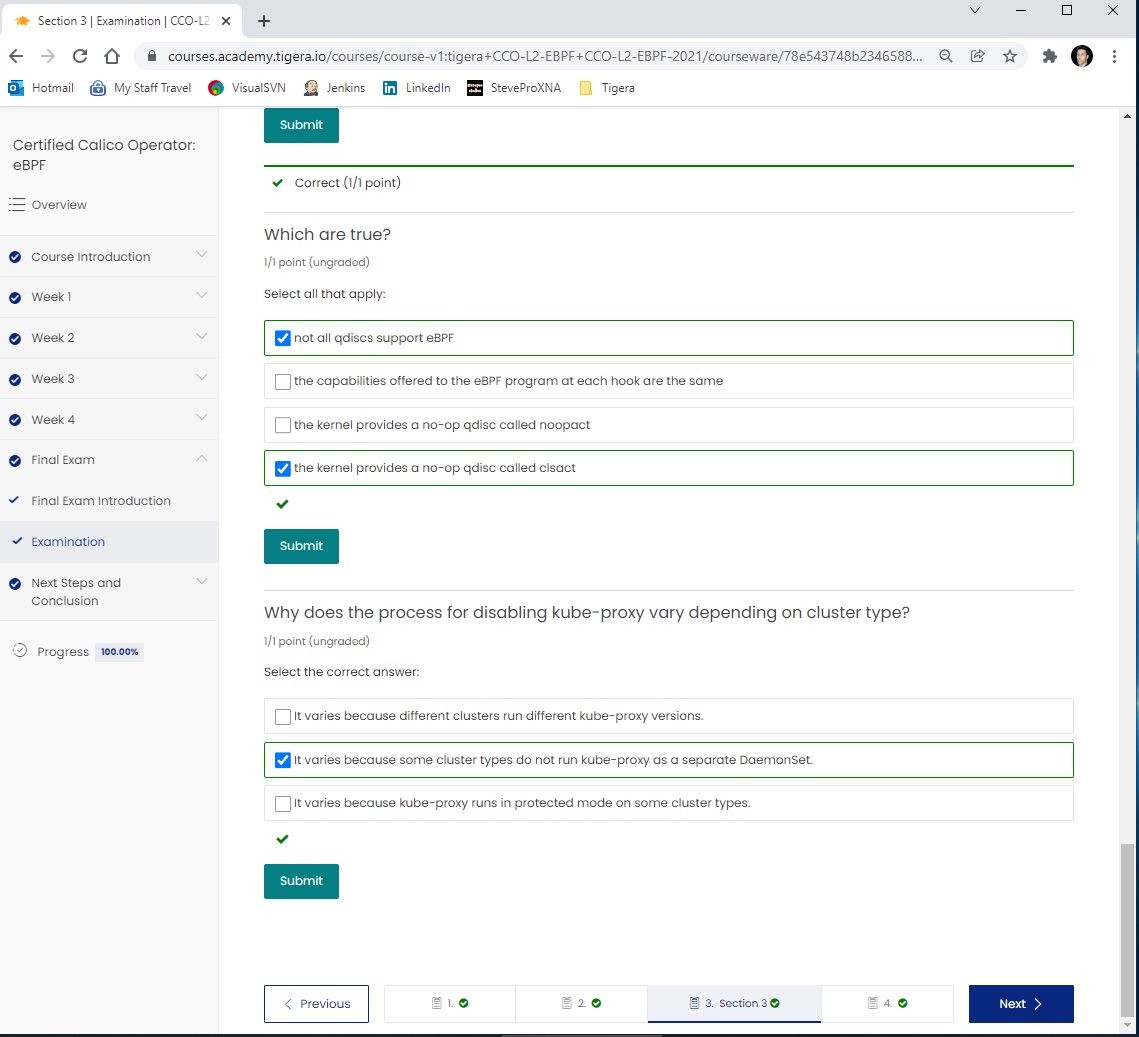 Section 3 | Examination | CCO-L2
courses.academy.tigera.io/courses/course-v1:tigera+CCO-L2-EBPF+CCO-L2-EBPF-2021/courseware/78e543748b2346588...
Hotmail
My Staff Travel
VisualSVN
Jenkins
LinkedIn
SteveProXNA
Tigera
Certified Calico Operator:
eBPF
Overview
Course Introduction
Week 1
Week 2
Week 3
Week 4
Final Exam
Final Exam Introduction
Examination
Next Steps and
Conclusion
Progress 100.00%
Submit
Correct (1/1 point)
Which are true?
1/1 point (ungraded)
Select all that apply:
not all qdiscs support eBPF
the capabilities offered to the eBPF program at each hook are the same
the kernel provides a no-op qdisc called noopact
the kernel provides a no-op qdisc called clsact
Submit
Why does the process for disabling kube-proxy vary depending on cluster type?
1/1 point (ungraded)
Select the correct answer:
It varies because different clusters run different kube-proxy versions.
It varies because some cluster types do not run kube-proxy as a separate DaemonSet.
It varies because kube-proxy runs in protected mode on some cluster types.
Submit
Previous
1.
2.
3. Section 3
4.
Next